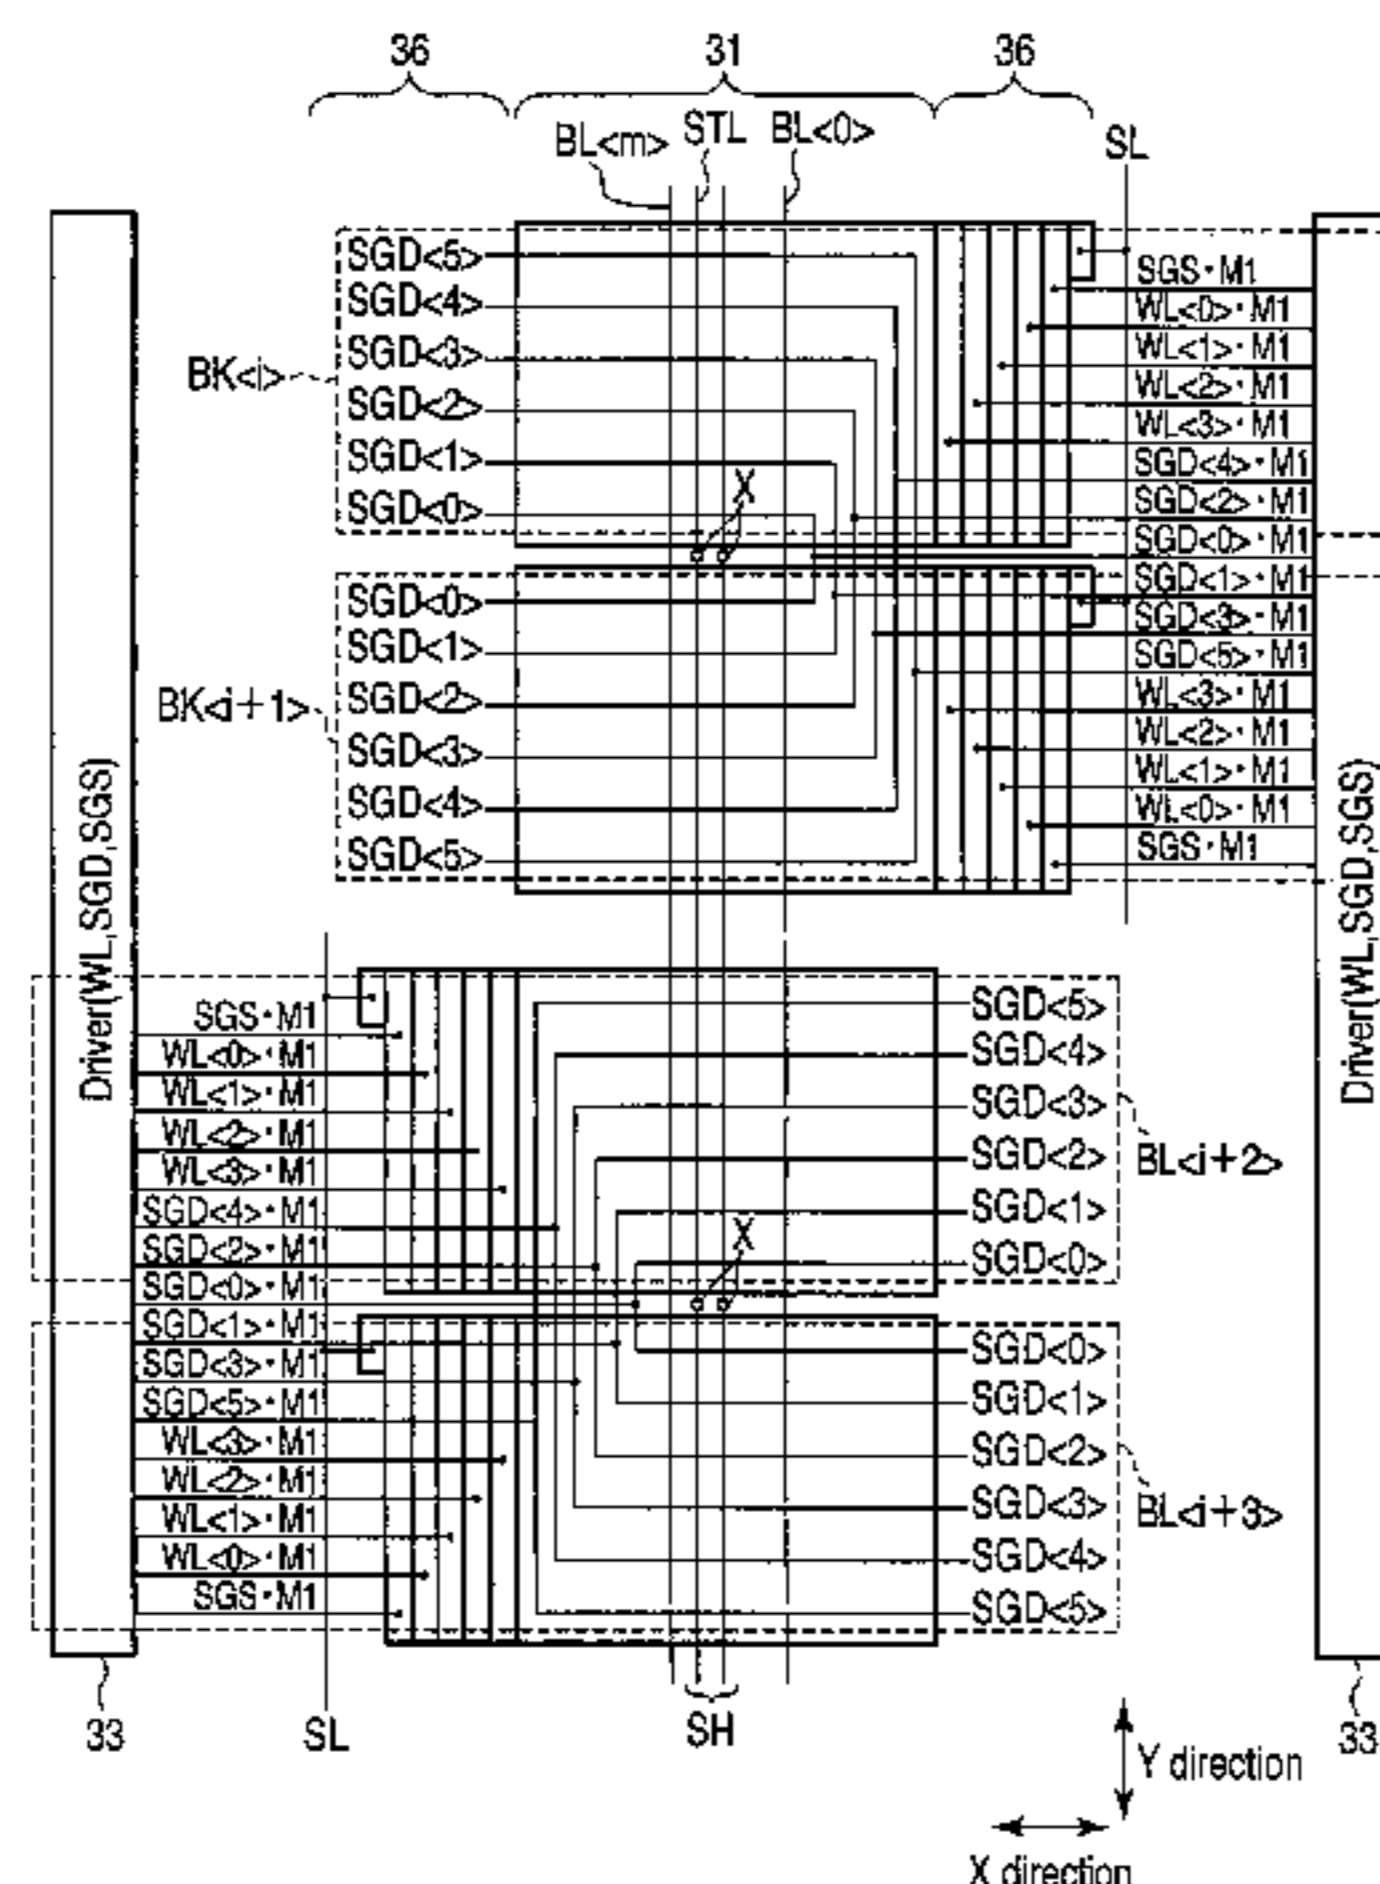 36 31 36
BL<m> STL BL<0> SL
SGD<5>
SGD<4>
SGD<3>
SGD<2>
SGD<1>
SGD<0>
BK<i>
SGS·M1
WL<0>·M1
WL<1>·M1
WL<2>·M1
WL<3>·M1
SGD<4>·M1
SGD<2>·M1
SGD<0>·M1
SGD<1>·M1
SGD<3>·M1
SGD<5>·M1
WL<3>·M1
WL<2>·M1
WL<1>·M1
WL<0>·M1
SGS·M1
X
SGD<0>
SGD<1>
SGD<2>
SGD<3>
SGD<4>
SGD<5>
BK<i+1>
Driver(WL,SGD,SGS)
Driver(WL,SGD,SGS)
SGS·M1
WL<0>·M1
WL<1>·M1
WL<2>·M1
WL<3>·M1
SGD<4>·M1
SGD<2>·M1
SGD<0>·M1
SGD<1>·M1
SGD<3>·M1
SGD<5>·M1
WL<3>·M1
WL<2>·M1
WL<1>·M1
WL<0>·M1
SGS·M1
SGD<5>
SGD<4>
SGD<3>
SGD<2>
SGD<1>
SGD<0>
BL<i+2>
X
SGD<0>
SGD<1>
SGD<2>
SGD<3>
SGD<4>
SGD<5>
BL<i+3>
33 SL SH 33
Y direction
X direction